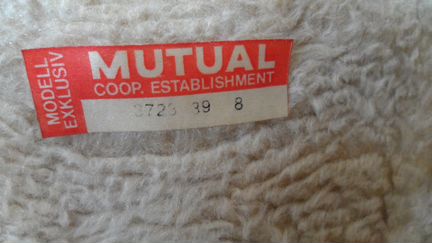 MODELL
EXKLUSIV
MUTUAL
COOP. ESTABLISHMENT
39 8